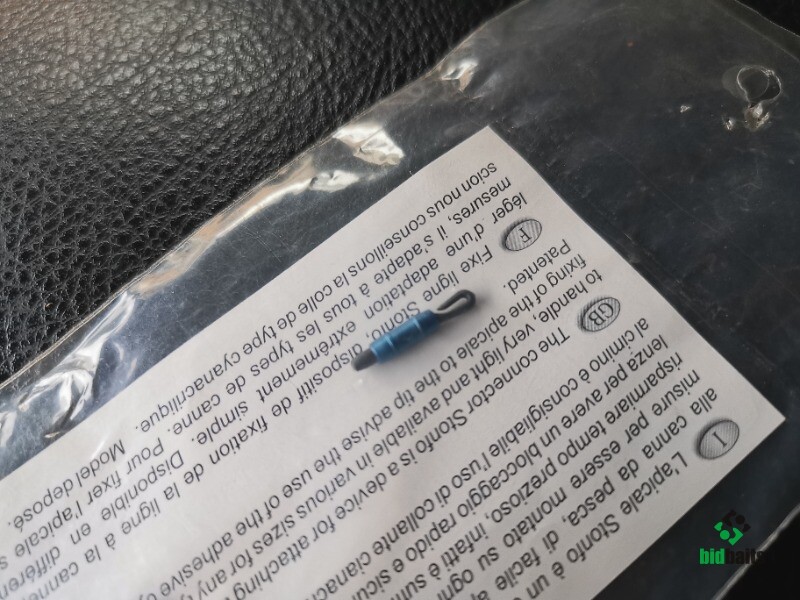 I
L'apicale Stonfo è un
alla canna da pesca, di facile
misure per essere montato su ogni
risparmiare tempo prezioso, infatti è
lenza per avere un bloccaggio rapido e
al cimino è consigliabile l'uso di collante
GB
The connector Stonfo is a device for attaching
to handle, very light and available in various sizes for any
fixing of the apicale to the tip advise the use of the adhesive
Patented.
F
Fixe ligne Stonfo, dispositif de fixation de la ligne à la canne
léger d'une adaptation extrêmement simple. Disponible en
mesures, il s'adapte à tous les types de canne. Pour fixer l'apicale
scion nous conseillons la colle de type cyanacrilique. Model deposé.